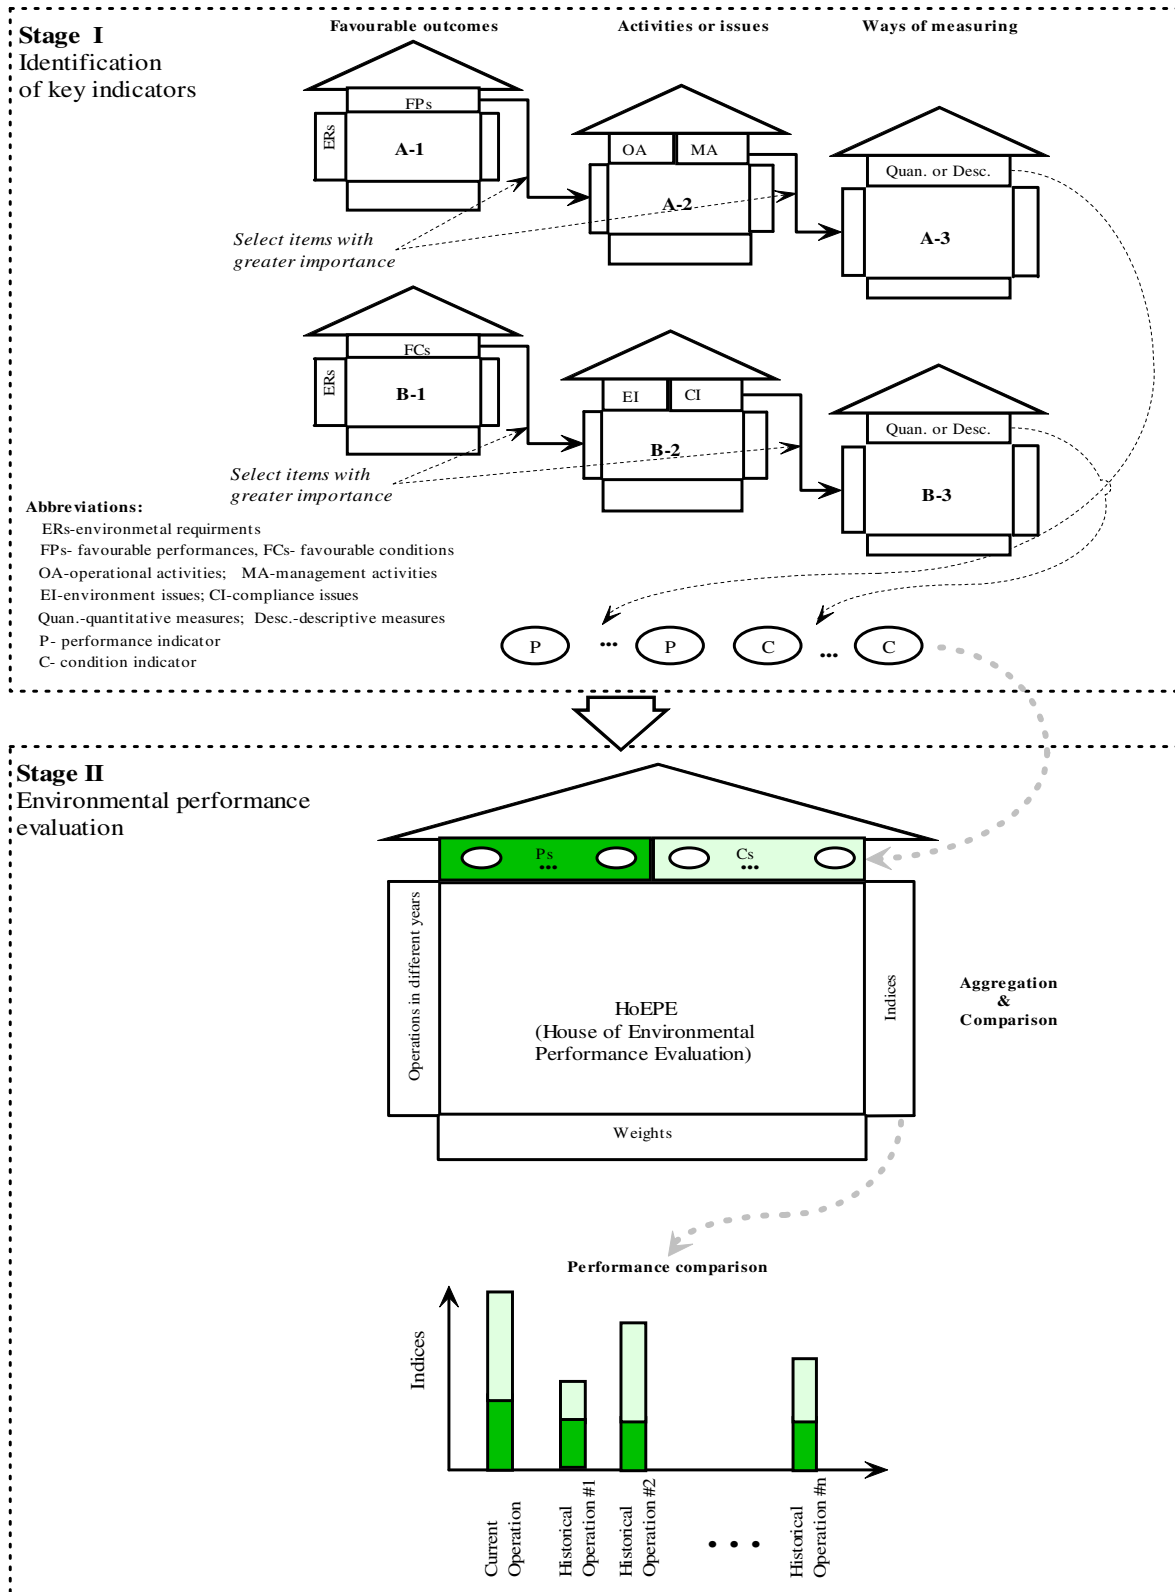 Stage I
Identification
of key indicators
Favourable outcomes
Activities or issues
Ways of measuring
FPs
ERs
A-1
OA
MA
A-2
Quan. or Desc.
A-3
Select items with
greater importance
FCs
ERs
B-1
EI
CI
B-2
Quan. or Desc.
B-3
Select items with
greater importance
Abbreviations:
ERs-environmetal requirments
FPs- favourable performances, FCs- favourable conditions
OA-operational activities; MA-management activities
EI-environment issues; CI-compliance issues
Quan.-quantitative measures; Desc.-descriptive measures
P- performance indicator
C- condition indicator
P ... P C ... C
Stage II
Environmental performance
evaluation
Ps
...
Cs
...
Operations in different years
HoEPE
(House of Environmental
Performance Evaluation)
Indices
Weights
Aggregation
&
Comparison
Performance comparison
Indices
Current
Operation
Historical
Operation #1
Historical
Operation #2
...
Historical
Operation #n